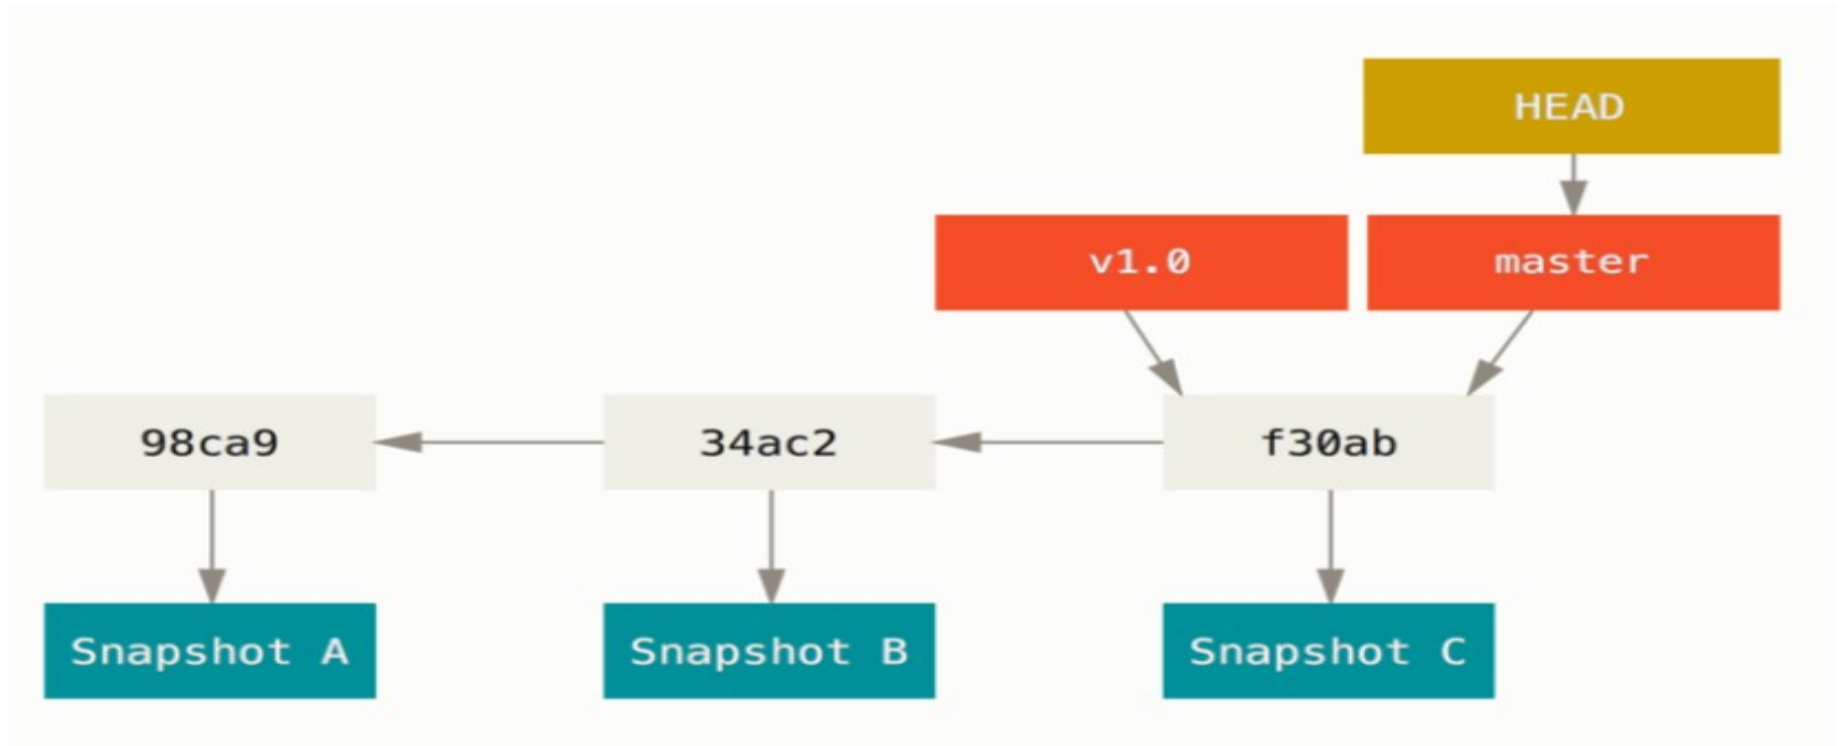 HEAD
v1.0
master
98ca9
34ac2
f30ab
Snapshot A
Snapshot B
Snapshot C